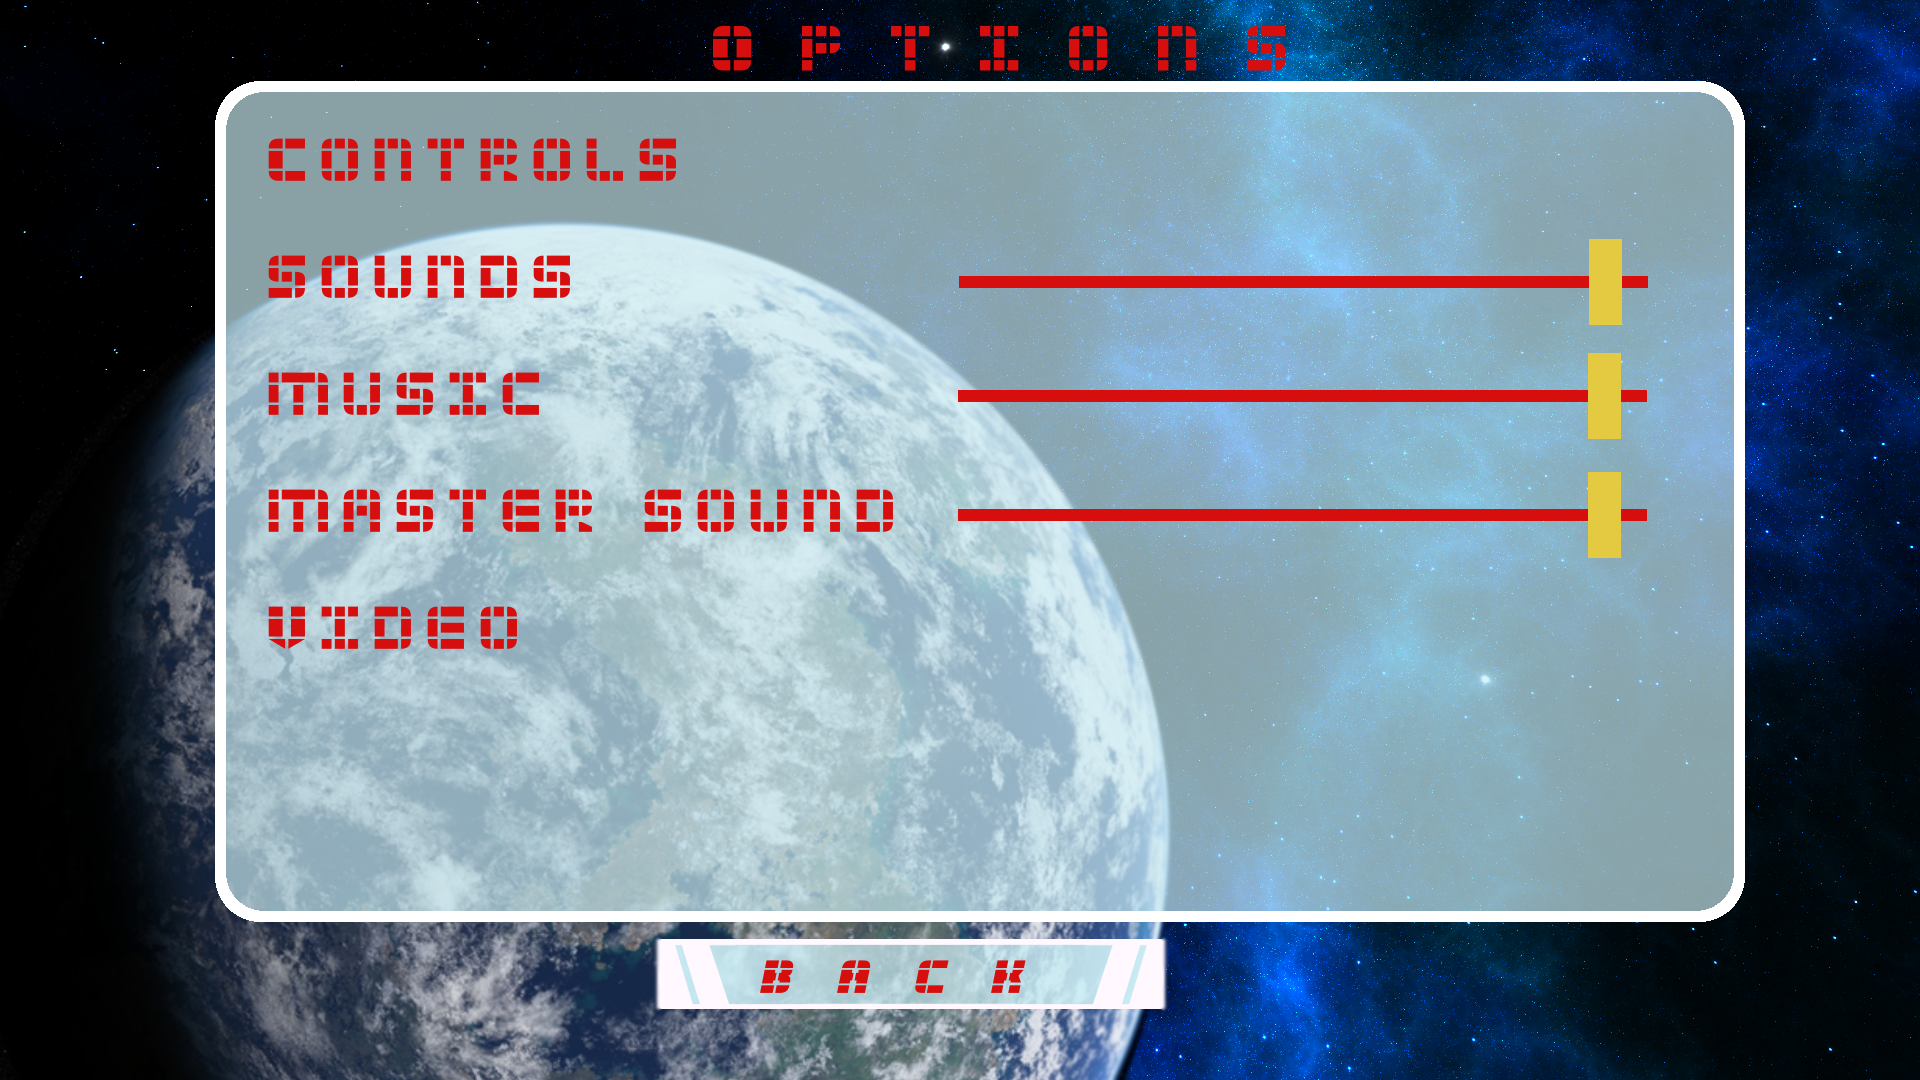 OPTIONS
CONTROLS
SOUNDS
MUSIC
MASTER SOUND
VIDEO
BACK